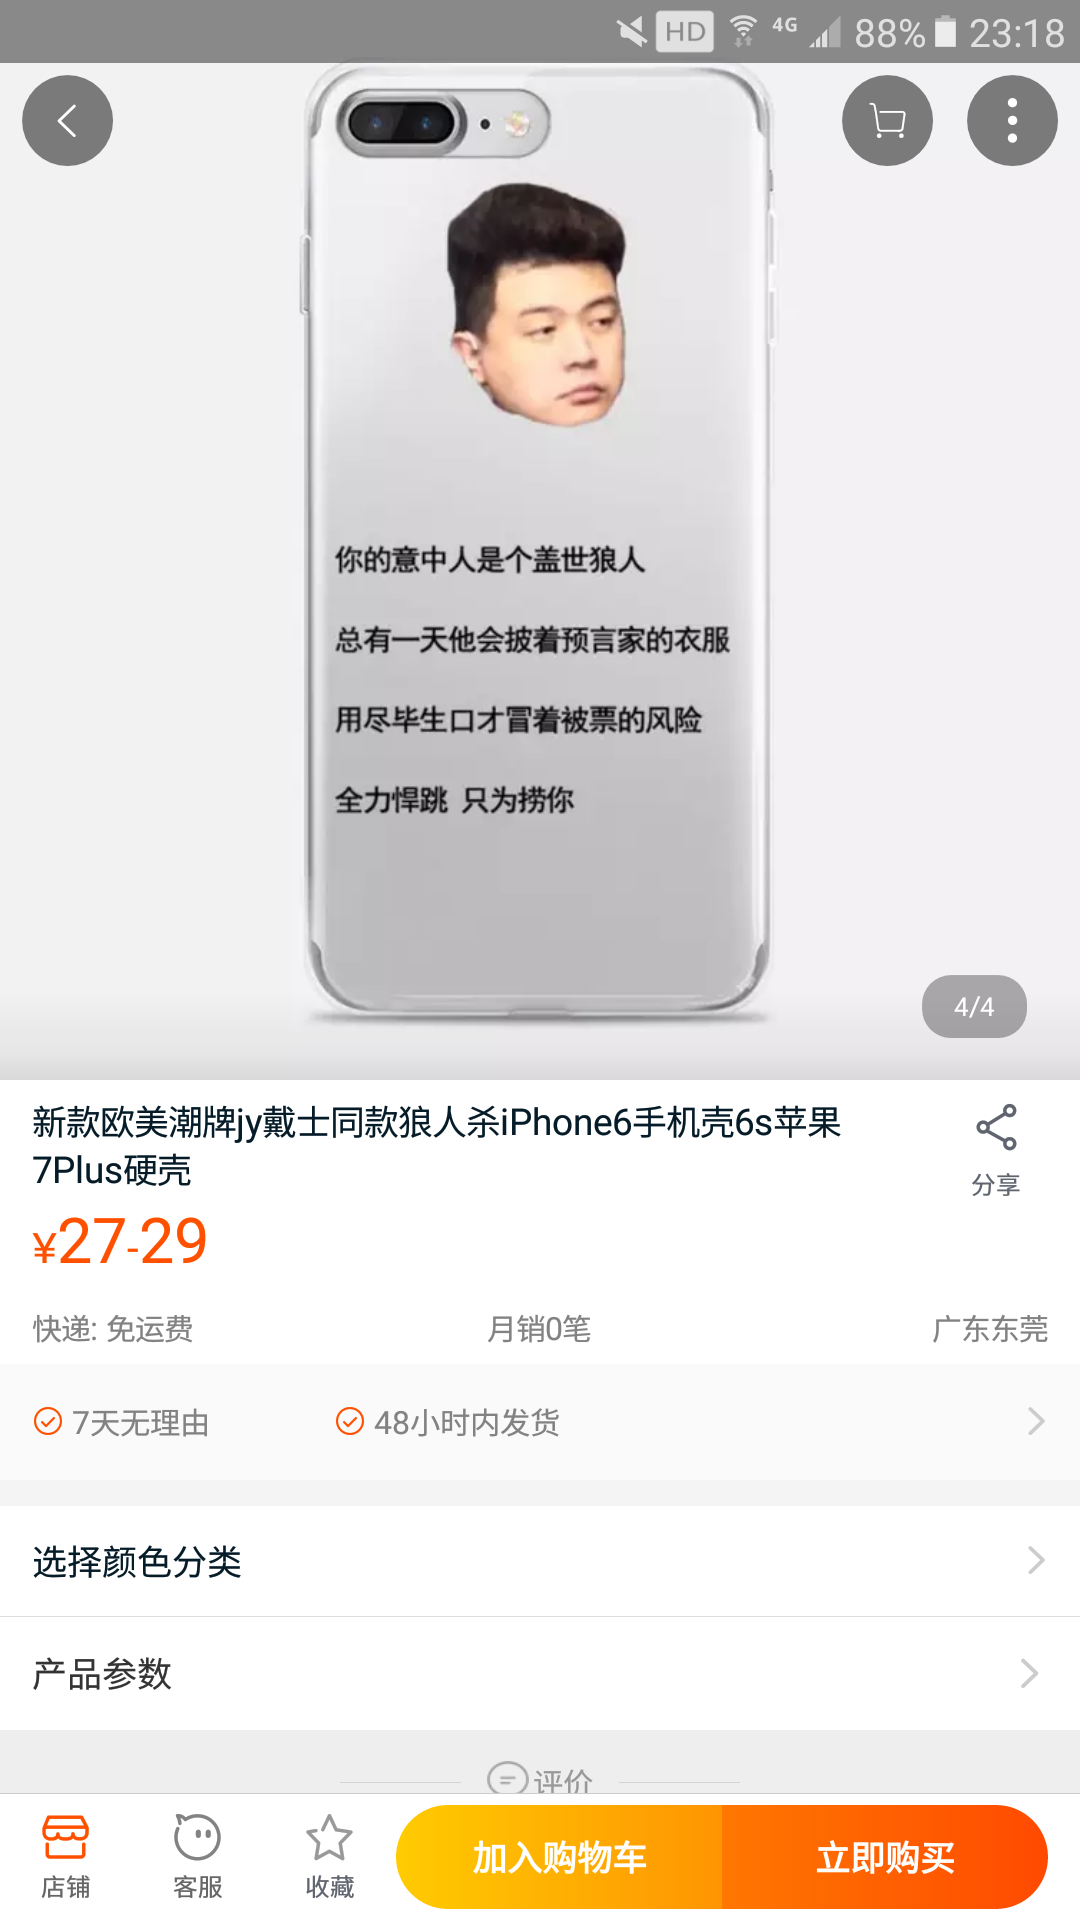 HD 4G 88% 23:18
你的意中人是个盖世狼人
总有一天他会披着预言家的衣服
用尽毕生口才冒着被票的风险
全力悍跳 只为捞你
4/4
新款欧美潮牌jy戴士同款狼人杀iPhone6手机壳6s苹果
7Plus硬壳
分享
¥27-29
快递: 免运费 月销0笔 广东东莞
7天无理由 48小时内发货
选择颜色分类
产品参数
评价
店铺 客服 收藏 加入购物车 立即购买